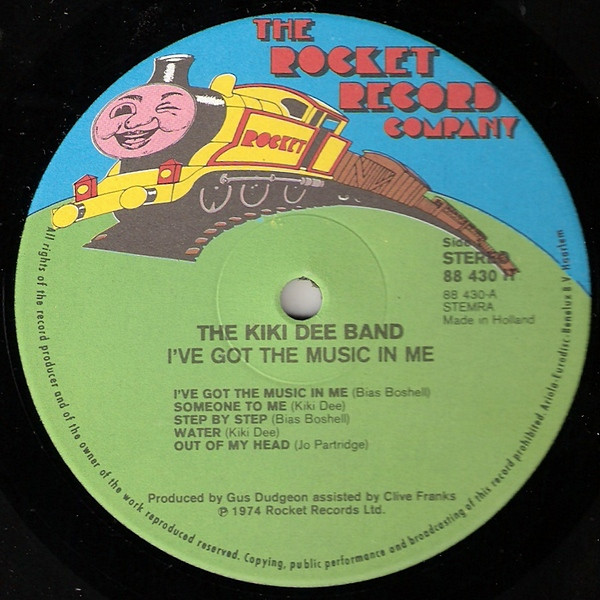 THE
ROCKET
RECORD
COMPANY
ROCKET
Side
STEREO
88 430 IT
88 430-A
STEMRA
Made in Holland
THE KIKI DEE BAND
I'VE GOT THE MUSIC IN ME
I'VE GOT THE MUSIC IN ME (Bias Boshell)
SOMEONE TO ME (Kiki Dee)
STEP BY STEP (Bias Boshell)
WATER (Kiki Dee)
OUT OF MY HEAD (Jo Partridge)
Produced by Gus Dudgeon assisted by Clive Franks
℗ 1974 Rocket Records Ltd.
All rights of the record producer and of the owner of the work reproduced reserved. Copying, public performance and broadcasting of this record prohibited. Ariola-Eurodisc-Benelux B.V.-Haarlem